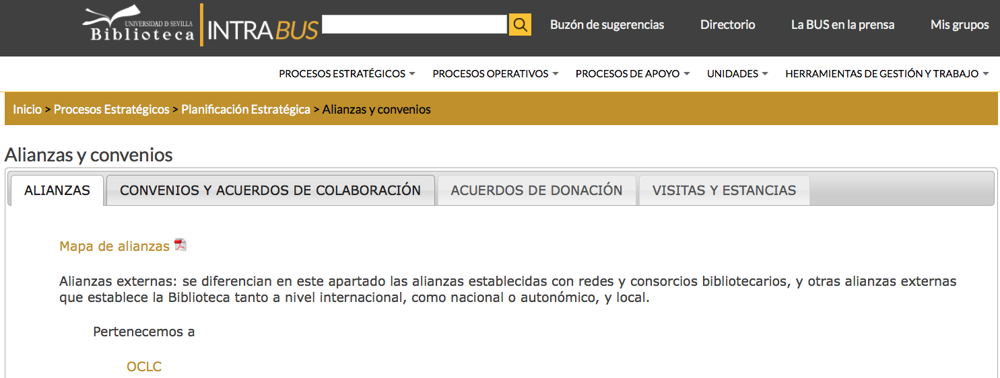 UNIVERSIDAD D SEVILLA
Biblioteca
INTRABUS
Buzón de sugerencias
Directorio
La BUS en la prensa
Mis grupos
PROCESOS ESTRATÉGICOS
PROCESOS OPERATIVOS
PROCESOS DE APOYO
UNIDADES
HERRAMIENTAS DE GESTIÓN Y TRABAJO
Inicio > Procesos Estratégicos > Planificación Estratégica > Alianzas y convenios
Alianzas y convenios
ALIANZAS
CONVENIOS Y ACUERDOS DE COLABORACIÓN
ACUERDOS DE DONACIÓN
VISITAS Y ESTANCIAS
Mapa de alianzas
Alianzas externas: se diferencian en este apartado las alianzas establecidas con redes y consorcios bibliotecarios, y otras alianzas externas
que establece la Biblioteca tanto a nivel internacional, como nacional o autonómico, y local.
Pertenecemos a
OCLC